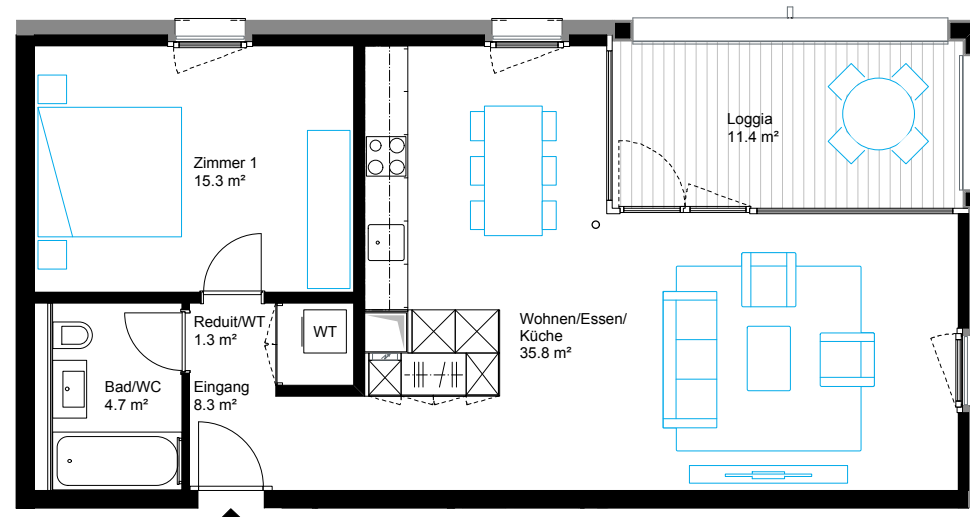 Zimmer 1
15.3 m²
Loggia
11.4 m²
Reduit/WT
1.3 m²
WT
Wohnen/Essen/
Küche
35.8 m²
Bad/WC
4.7 m²
Eingang
8.3 m²